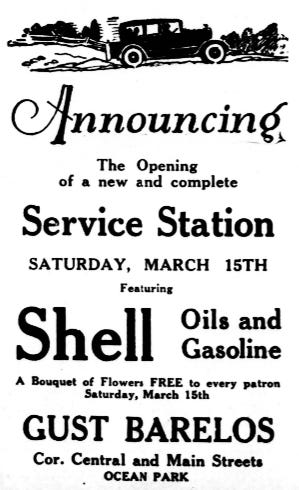 Announcing
The Opening
of a new and complete
Service Station
SATURDAY, MARCH 15TH
Featuring
Shell Oils and
Gasoline
A Bouquet of Flowers FREE to every patron
Saturday, March 15th
GUST BARELOS
Cor. Central and Main Streets
OCEAN PARK